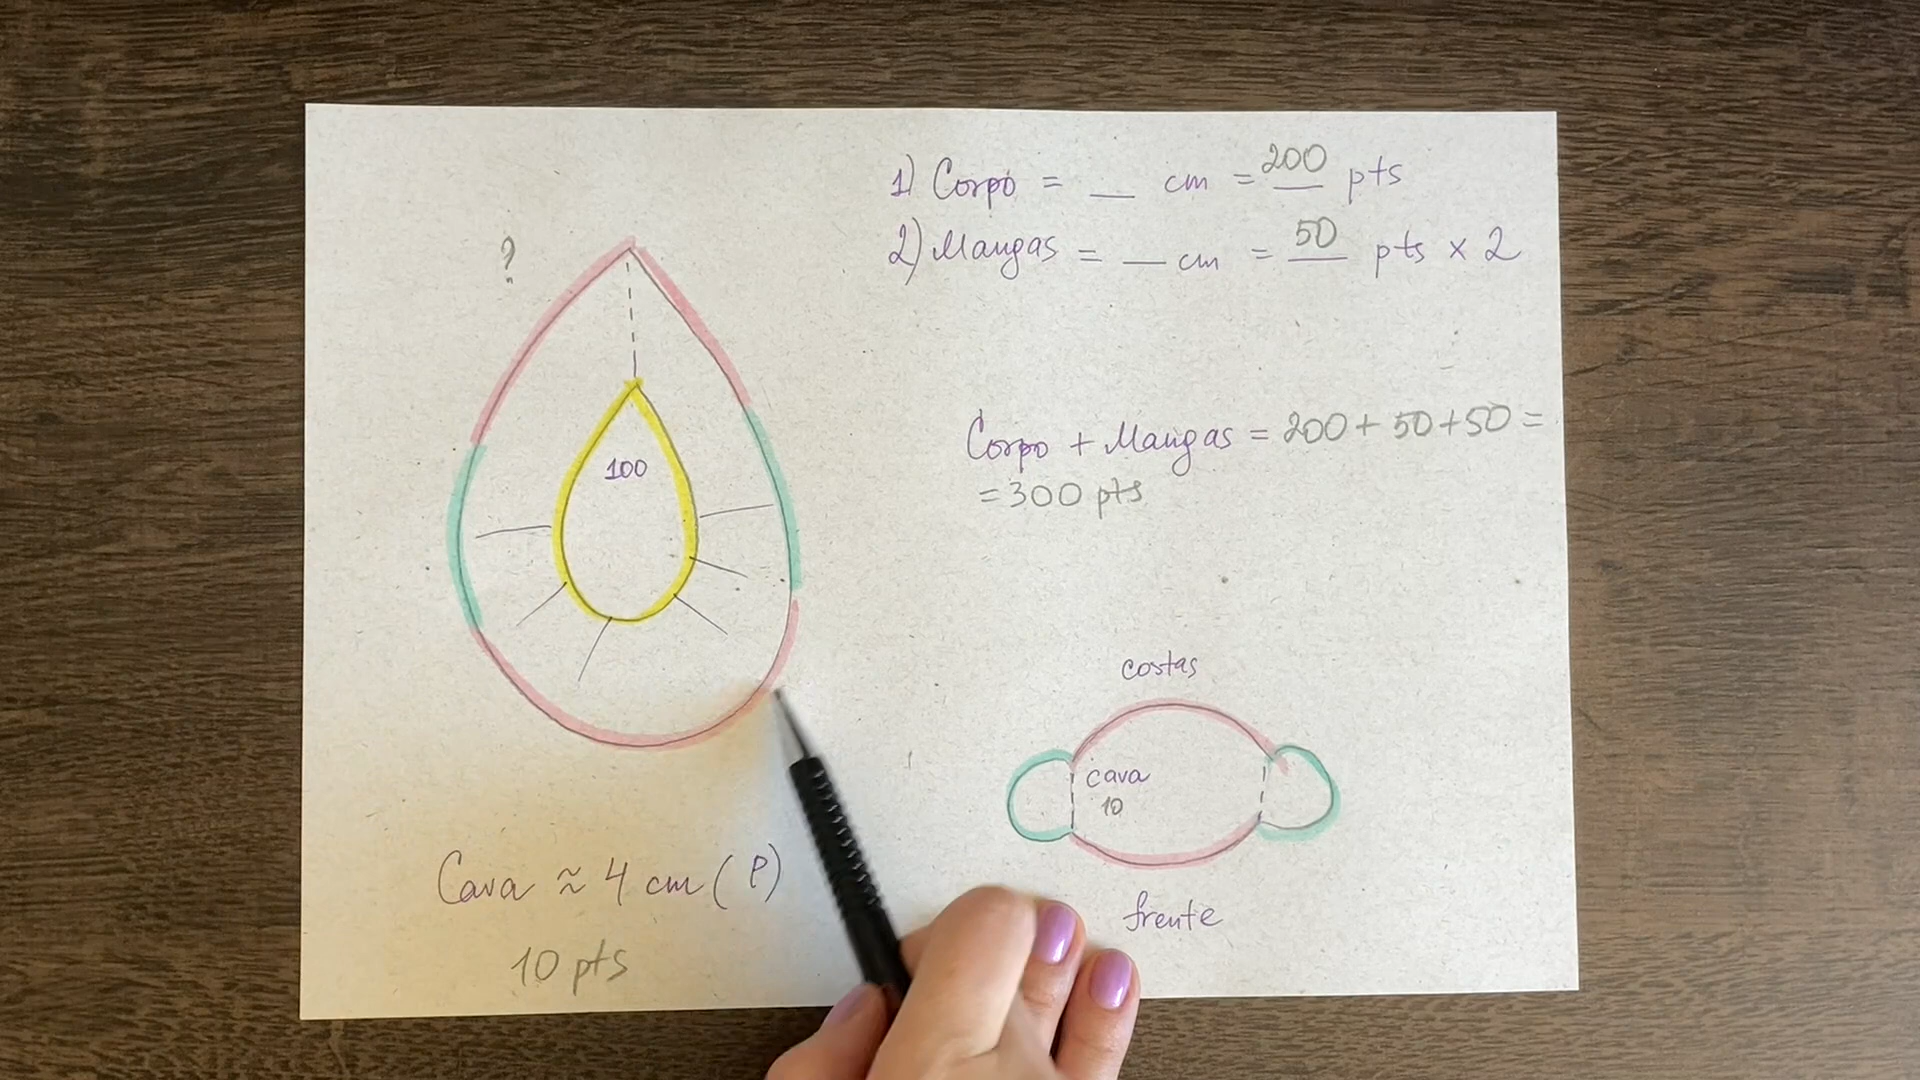 1) Corpo = __ cm = 200 pts
2) Mangas = __ cm = 50 pts x 2
?
100
Corpo + Mangas = 200 + 50 + 50 =
= 300 pts
costas
cava
10
frente
Cava ≈ 4 cm (P)
10 pts